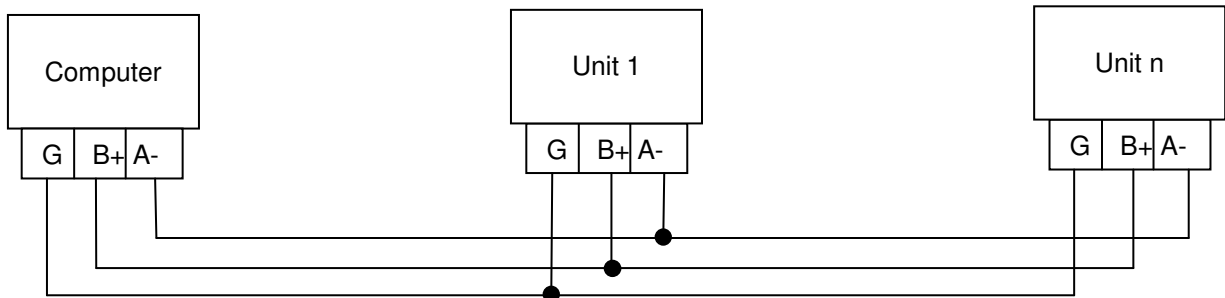 Computer
G B+ A-
Unit 1
G B+ A-
Unit n
G B+ A-